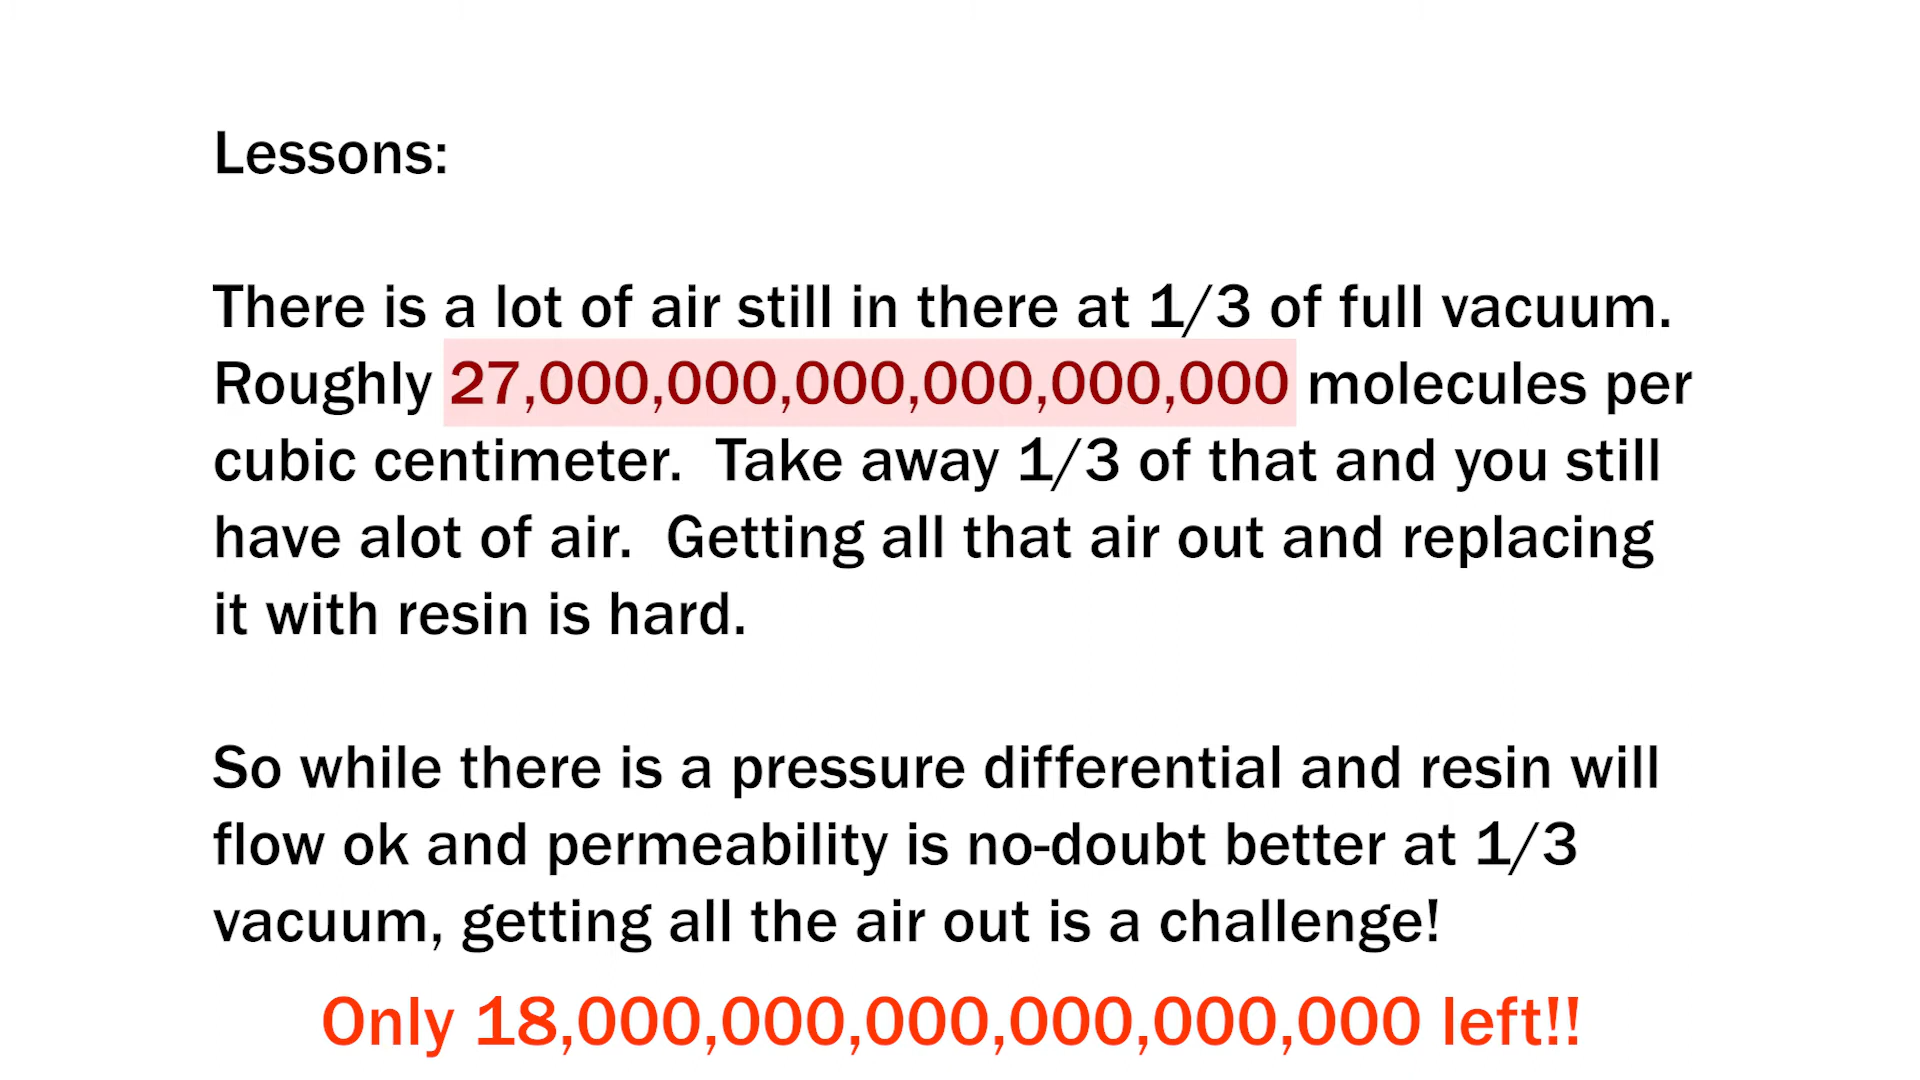 Lessons:
There is a lot of air still in there at 1/3 of full vacuum.
Roughly 27,000,000,000,000,000,000 molecules per
cubic centimeter.  Take away 1/3 of that and you still
have alot of air.  Getting all that air out and replacing
it with resin is hard.
So while there is a pressure differential and resin will
flow ok and permeability is no-doubt better at 1/3
vacuum, getting all the air out is a challenge!
Only 18,000,000,000,000,000,000 left!!